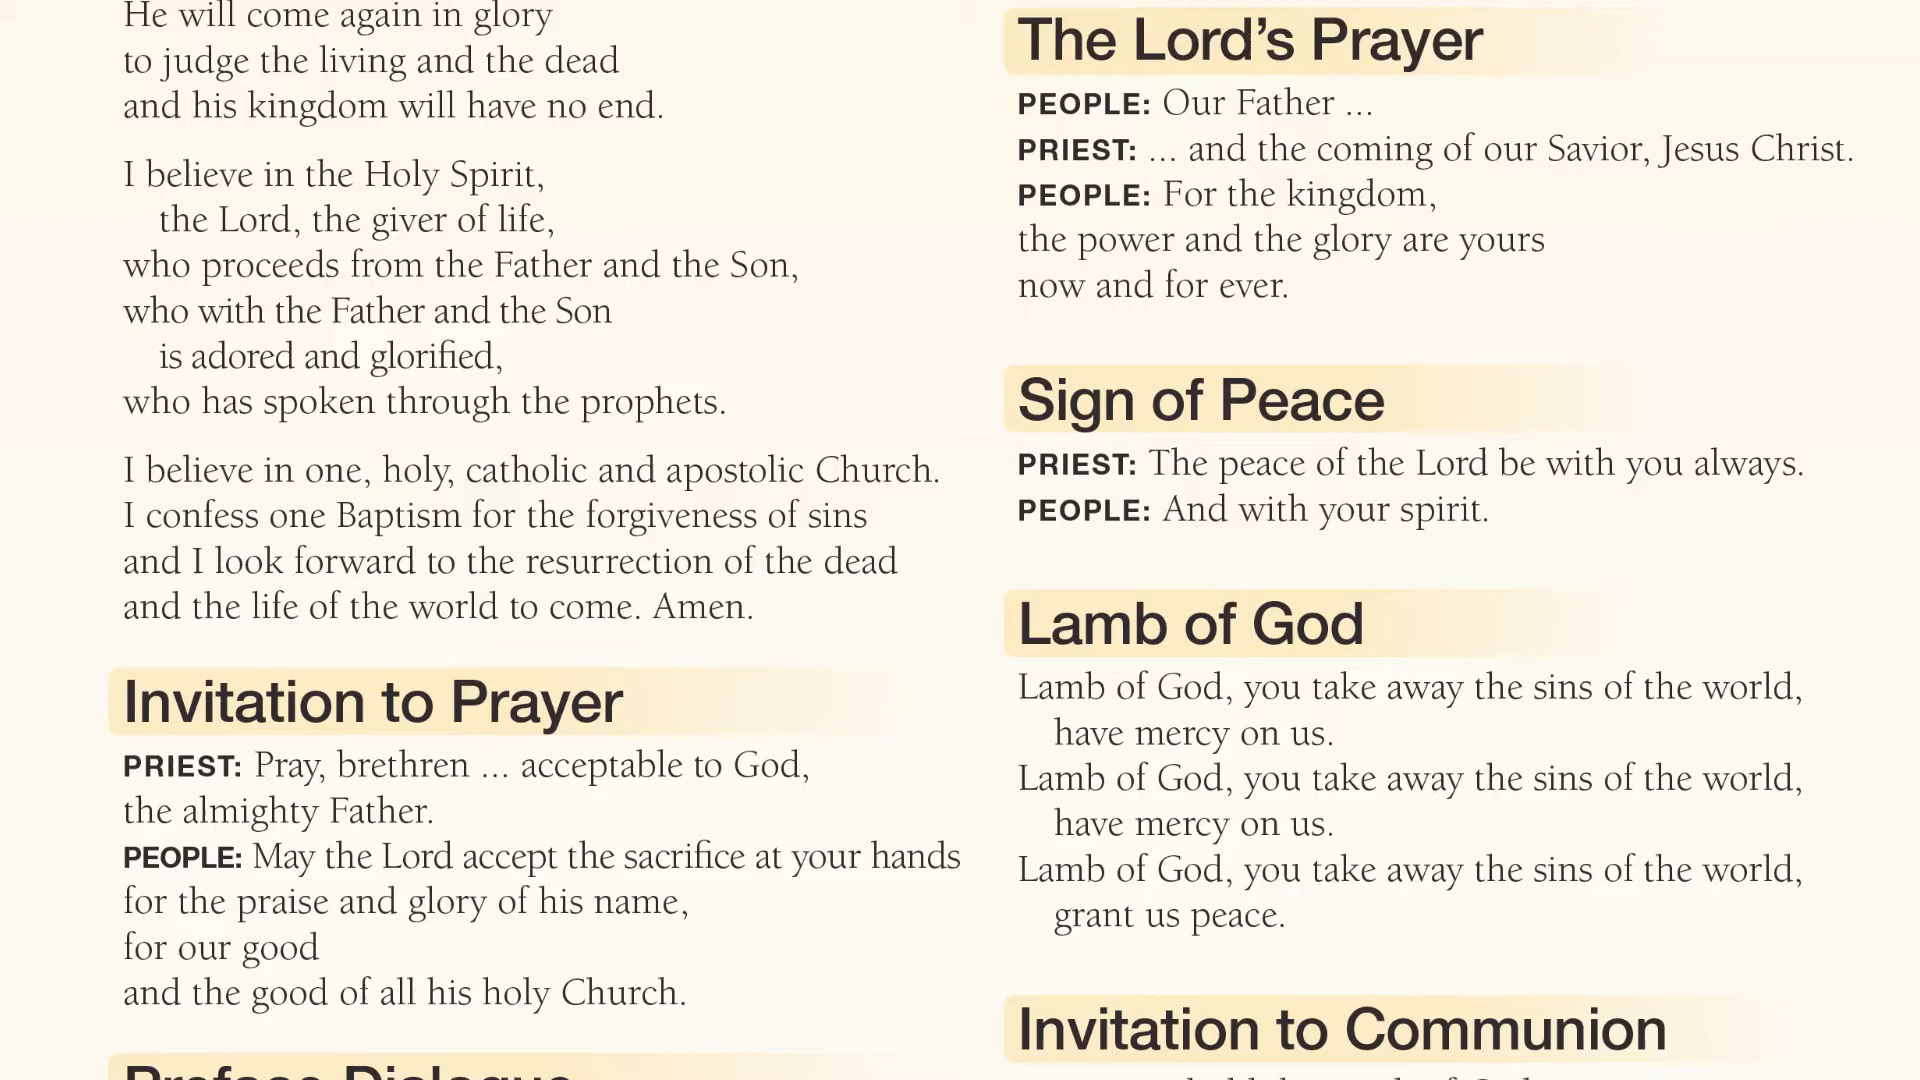 He will come again in glory
to judge the living and the dead
and his kingdom will have no end.
I believe in the Holy Spirit,
the Lord, the giver of life,
who proceeds from the Father and the Son,
who with the Father and the Son
is adored and glorified,
who has spoken through the prophets.
I believe in one, holy, catholic and apostolic Church.
I confess one Baptism for the forgiveness of sins
and I look forward to the resurrection of the dead
and the life of the world to come. Amen.
Invitation to Prayer
PRIEST: Pray, brethren ... acceptable to God,
the almighty Father.
PEOPLE: May the Lord accept the sacrifice at your hands
for the praise and glory of his name,
for our good
and the good of all his holy Church.
Preface Dialogue
The Lord’s Prayer
PEOPLE: Our Father ...
PRIEST: ... and the coming of our Savior, Jesus Christ.
PEOPLE: For the kingdom,
the power and the glory are yours
now and for ever.
Sign of Peace
PRIEST: The peace of the Lord be with you always.
PEOPLE: And with your spirit.
Lamb of God
Lamb of God, you take away the sins of the world,
have mercy on us.
Lamb of God, you take away the sins of the world,
have mercy on us.
Lamb of God, you take away the sins of the world,
grant us peace.
Invitation to Communion